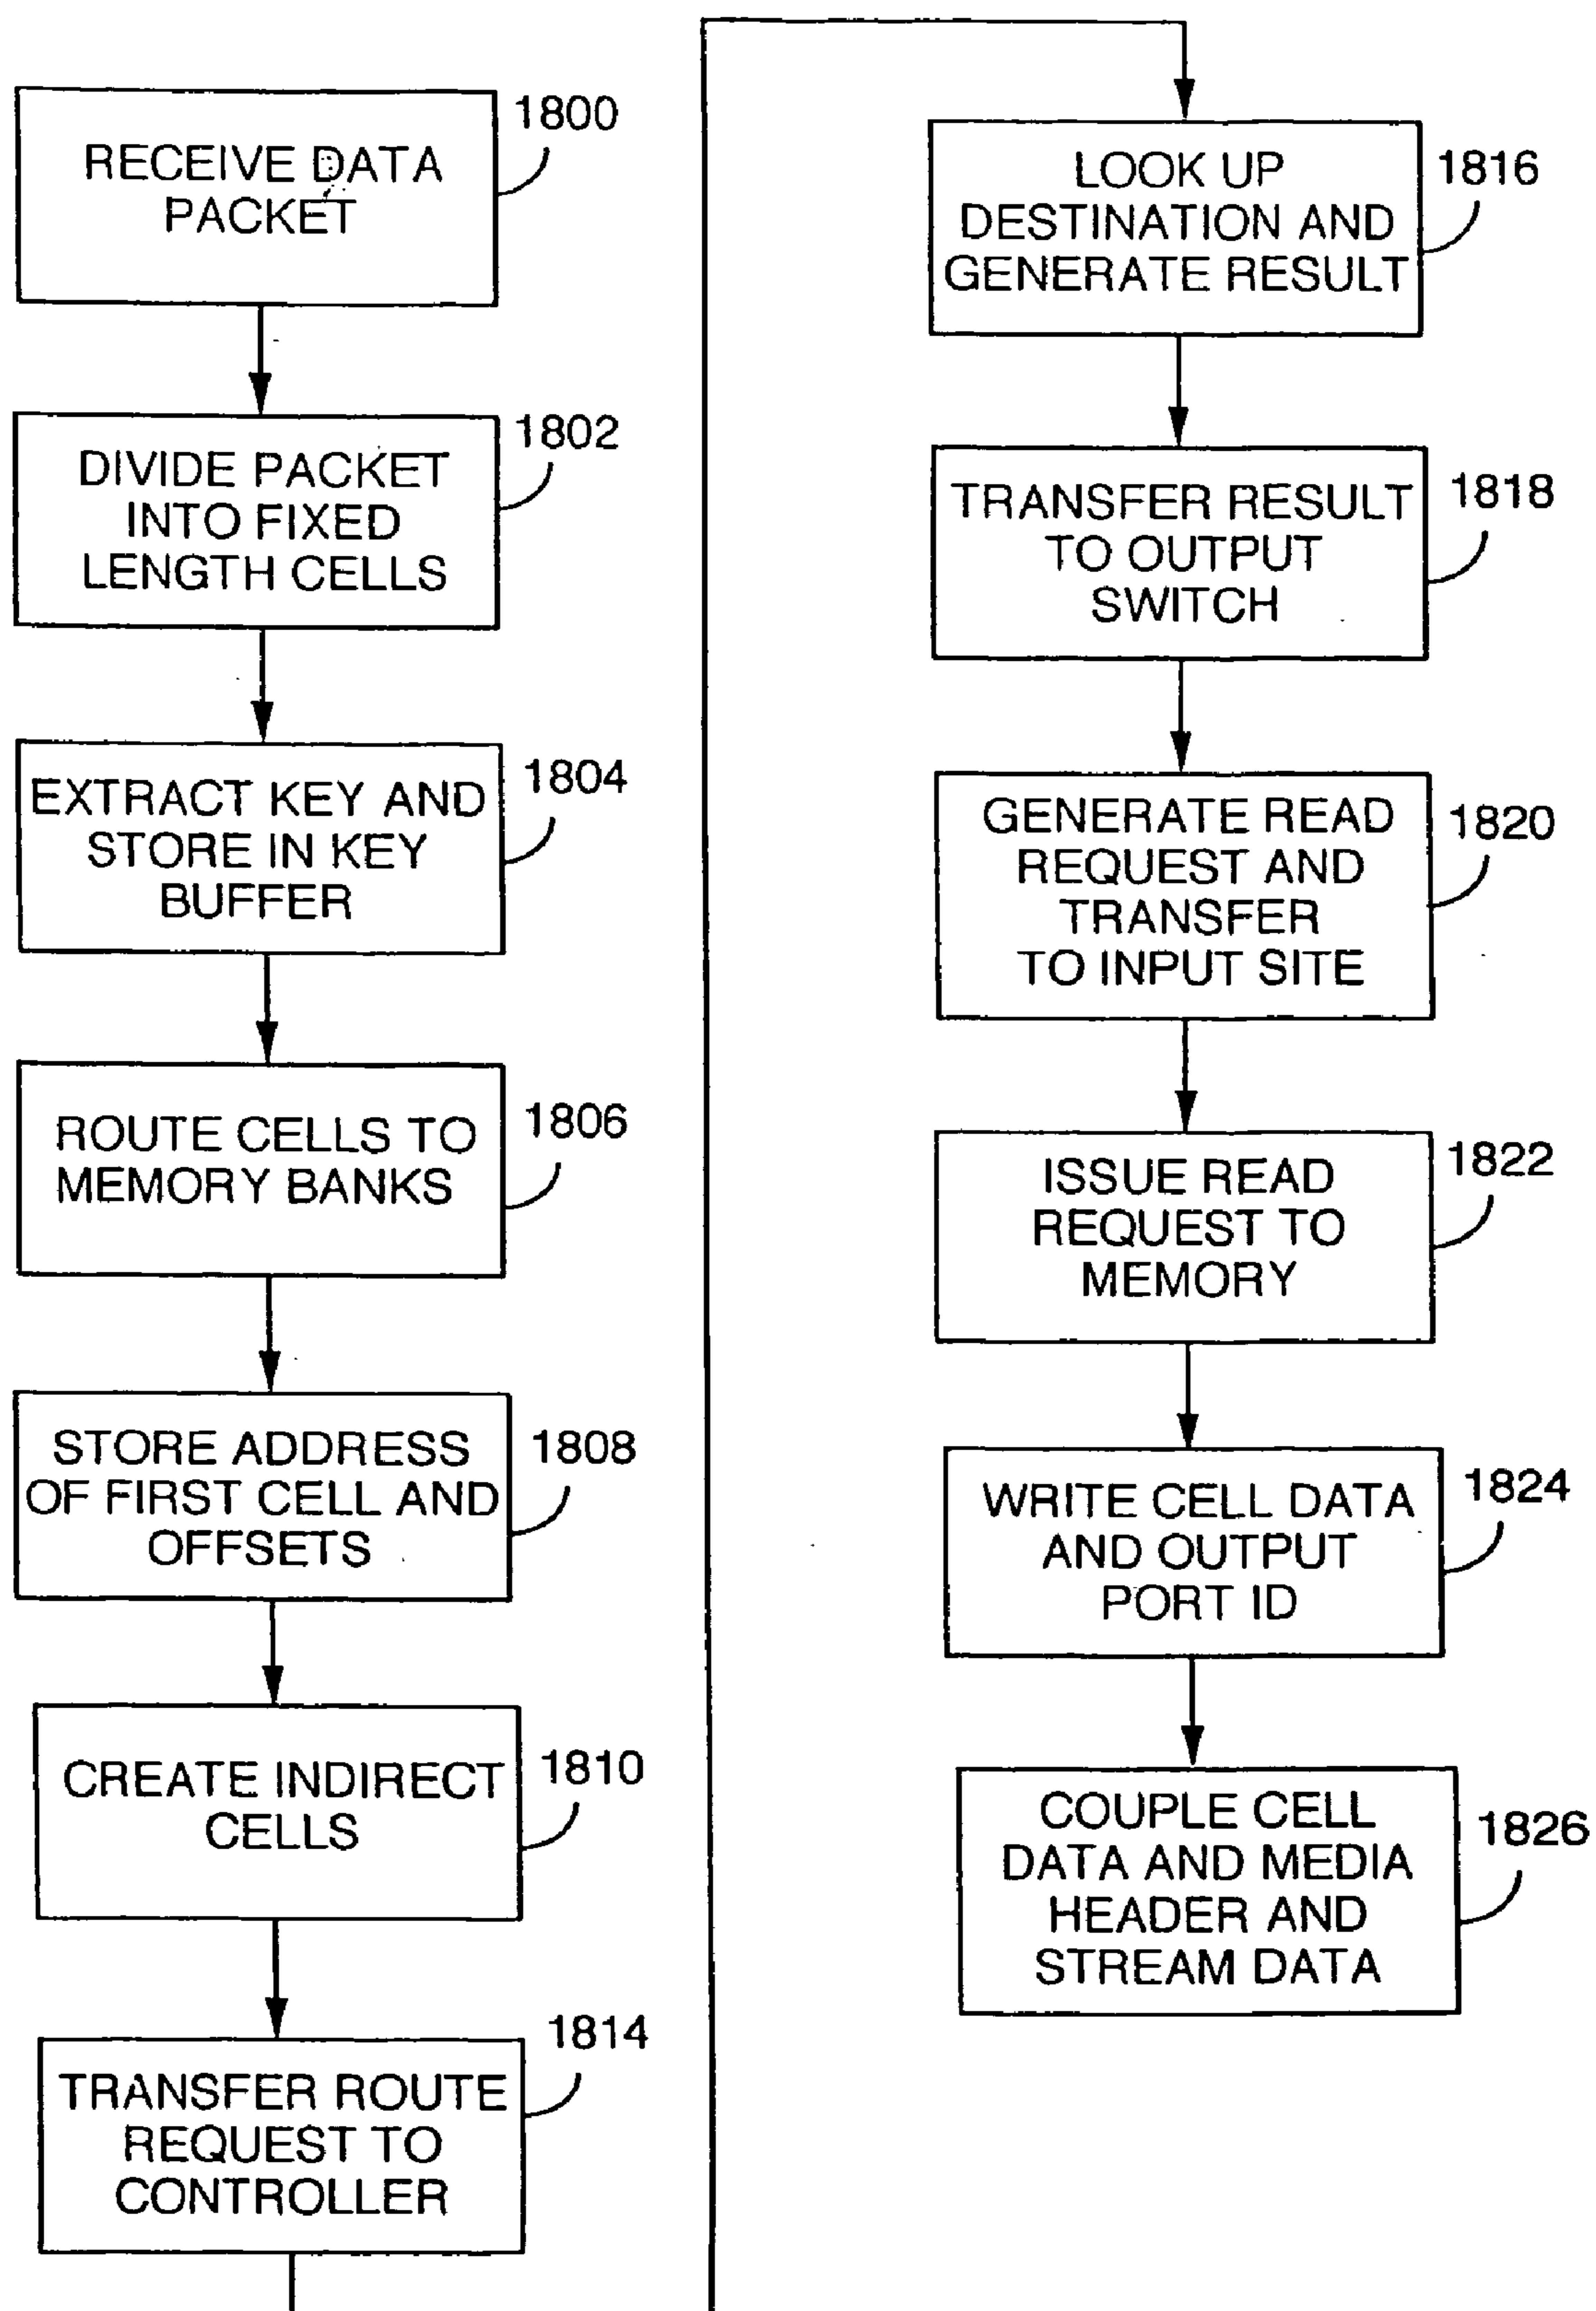 1800
RECEIVE DATA
PACKET
1802
DIVIDE PACKET
INTO FIXED
LENGTH CELLS
1804
EXTRACT KEY AND
STORE IN KEY
BUFFER
1806
ROUTE CELLS TO
MEMORY BANKS
1808
STORE ADDRESS
OF FIRST CELL AND
OFFSETS
1810
CREATE INDIRECT
CELLS
1814
TRANSFER ROUTE
REQUEST TO
CONTROLLER
1816
LOOK UP
DESTINATION AND
GENERATE RESULT
1818
TRANSFER RESULT
TO OUTPUT
SWITCH
1820
GENERATE READ
REQUEST AND
TRANSFER
TO INPUT SITE
1822
ISSUE READ
REQUEST TO
MEMORY
1824
WRITE CELL DATA
AND OUTPUT
PORT ID
1826
COUPLE CELL
DATA AND MEDIA
HEADER AND
STREAM DATA